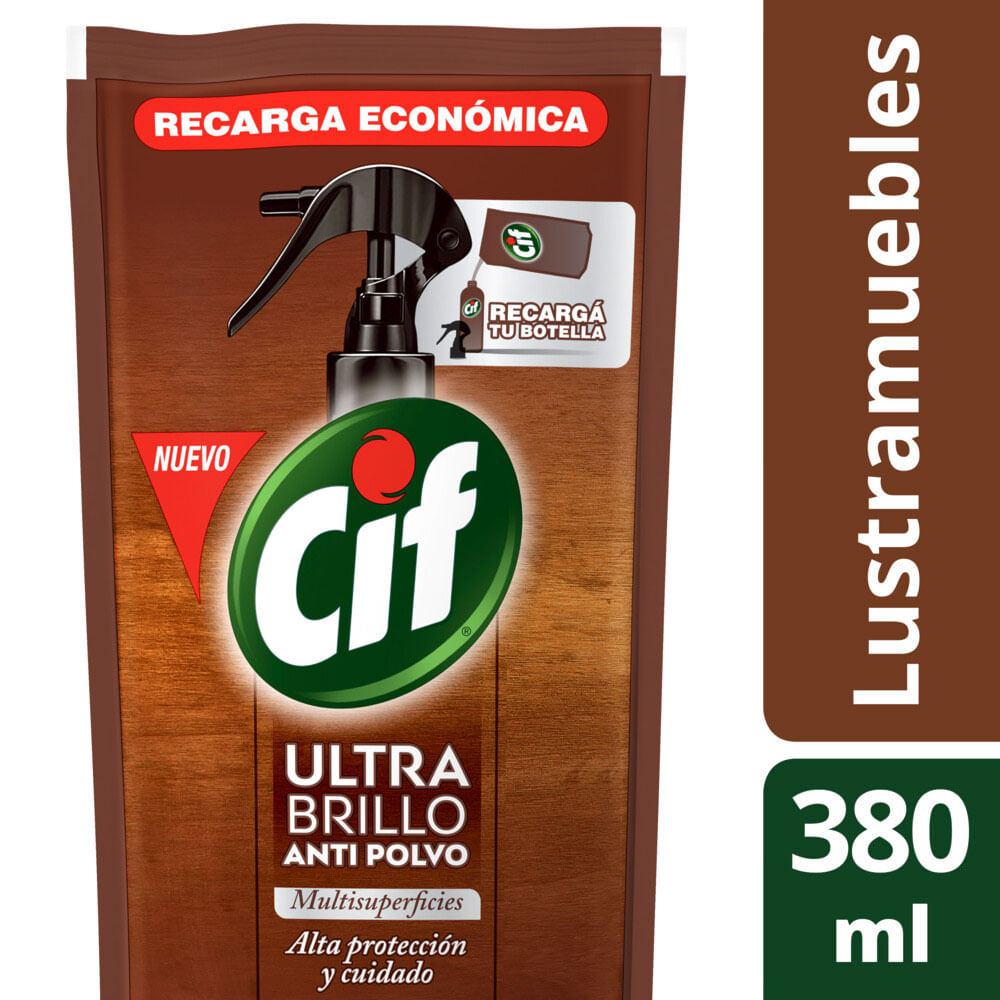 RECARGA ECONÓMICA
Cif
RECARGÁ
TU BOTELLA
Cif
NUEVO
Cif
®
ULTRA
BRILLO
ANTI POLVO
Multisuperficies
Alta protección
y cuidado
Lustramuebles
380
ml